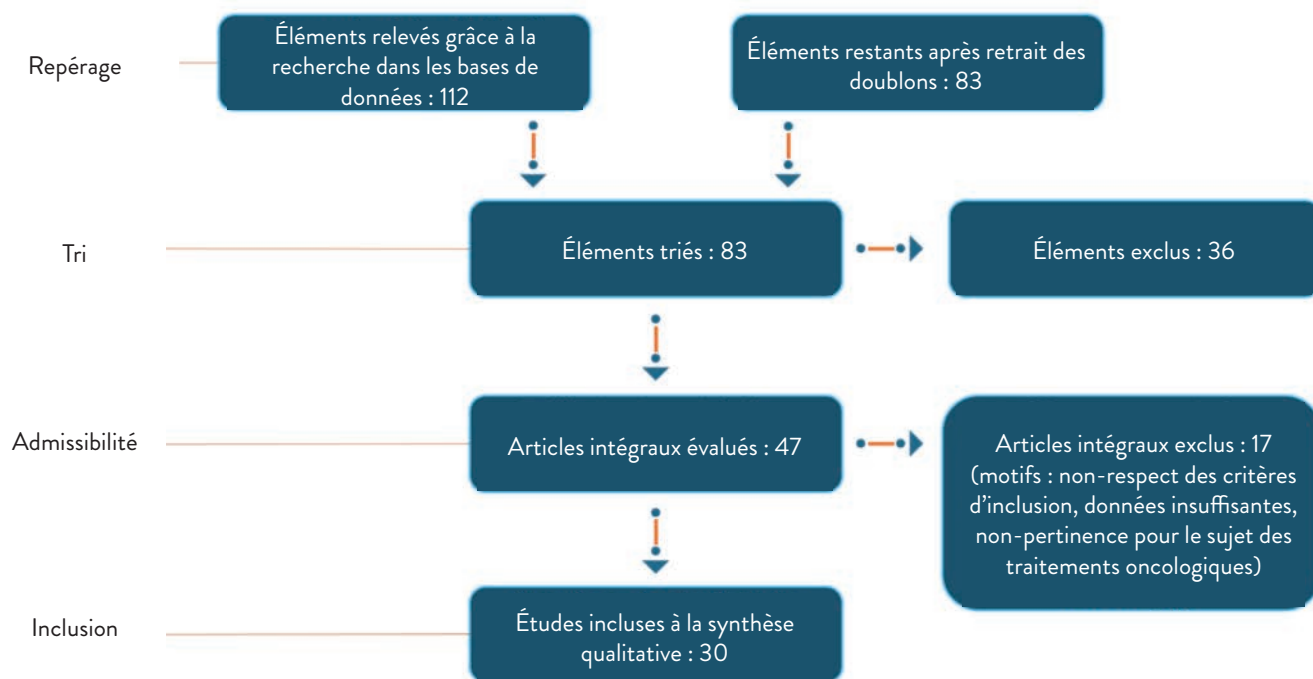 Repérage
Éléments relevés grâce à la
recherche dans les bases de
données : 112
Éléments restants après retrait des
doublons : 83
Tri
Éléments triés : 83
Éléments exclus : 36
Admissibilité
Articles intégraux évalués : 47
Articles intégraux exclus : 17
(motifs : non-respect des critères
d’inclusion, données insuffisantes,
non-pertinence pour le sujet des
traitements oncologiques)
Inclusion
Études incluses à la synthèse
qualitative : 30